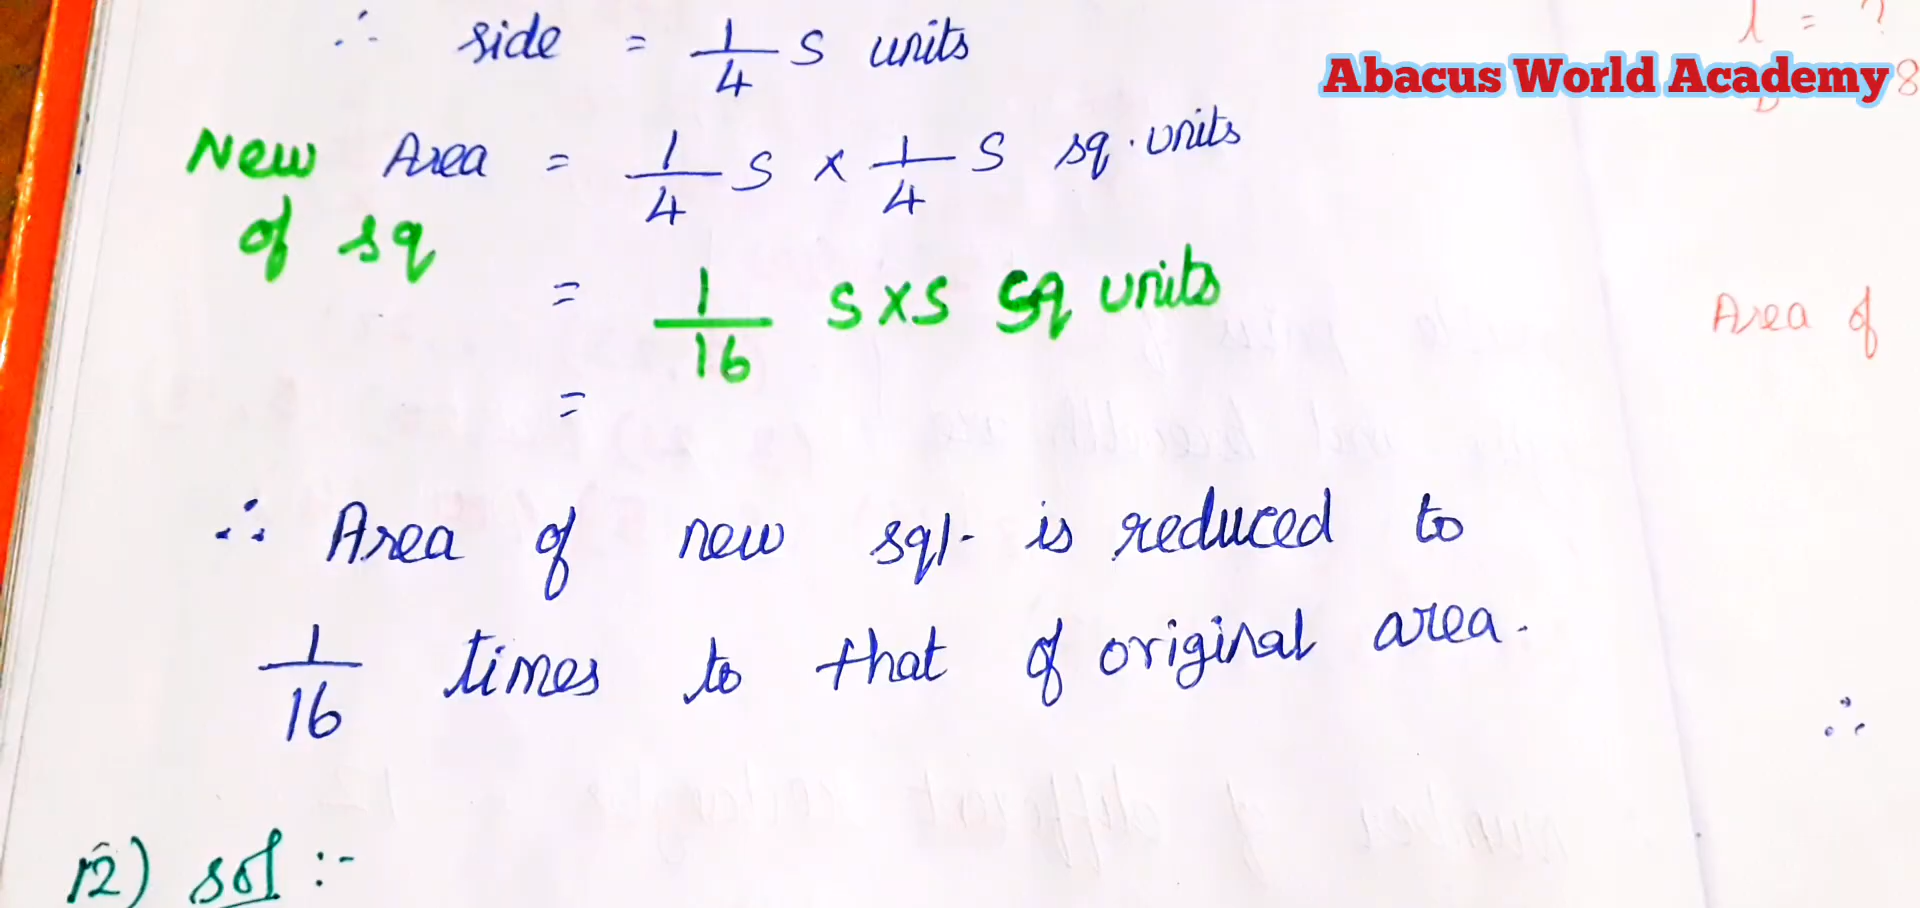 ∴ side = 1/4 s units
Abacus World Academy
l = ?
8
New Area = 1/4 s × 1/4 s sq. units
of sq
= 1/16 s×s sq units
=
Area of
∴ Area of new sq. is reduced to
1/16 times to that of original area.
∴
12) sol :-